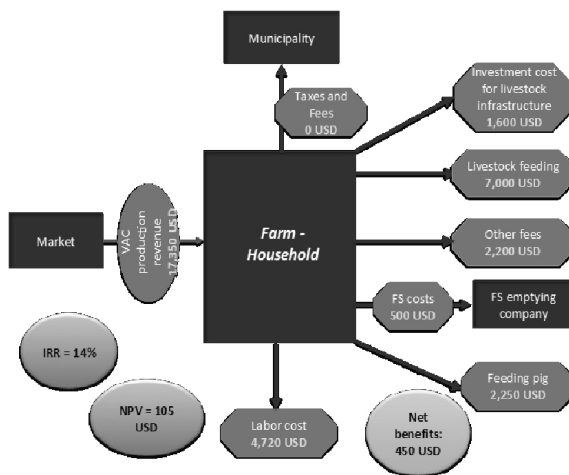 Municipality
Taxes and
Fees
0 USD
Investment cost
for livestock
infrastructure
1,600 USD
Livestock feeding
7,000 USD
Market
VAC
production
revenue
17,350 USD
Farm -
Household
Other fees
2,200 USD
FS costs
500 USD
FS emptying
company
IRR = 14%
NPV = 105
USD
Labor cost
4,720 USD
Net
benefits:
450 USD
Feeding pig
2,250 USD